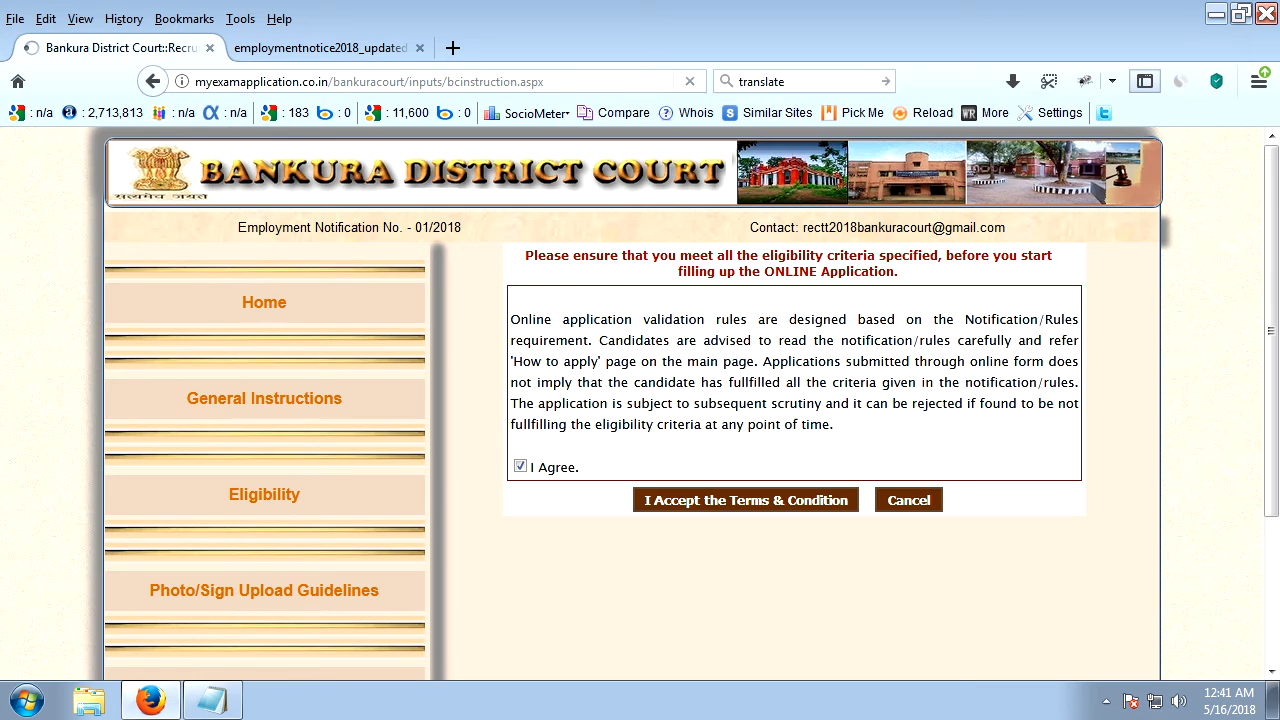 File Edit View History Bookmarks Tools Help
Bankura District Court::Recru
employmentnotice2018_updated
myexamapplication.co.in/bankuracourt/inputs/bcinstruction.aspx
translate
: n/a : 2,713,813 : n/a : n/a : 183 : 0 : 11,600 : 0 SocioMeter Compare Whois Similar Sites Pick Me Reload WR More Settings
सत्यमेव जयते
BANKURA DISTRICT COURT
Employment Notification No. - 01/2018
Contact: rectt2018bankuracourt@gmail.com
Home
General Instructions
Eligibility
Photo/Sign Upload Guidelines
Please ensure that you meet all the eligibility criteria specified, before you start
filling up the ONLINE Application.
Online application validation rules are designed based on the Notification/Rules
requirement. Candidates are advised to read the notification/rules carefully and refer
'How to apply' page on the main page. Applications submitted through online form does
not imply that the candidate has fullfilled all the criteria given in the notification/rules.
The application is subject to subsequent scrutiny and it can be rejected if found to be not
fullfilling the eligibility criteria at any point of time.
I Agree.
I Accept the Terms & Condition
Cancel
12:41 AM
5/16/2018